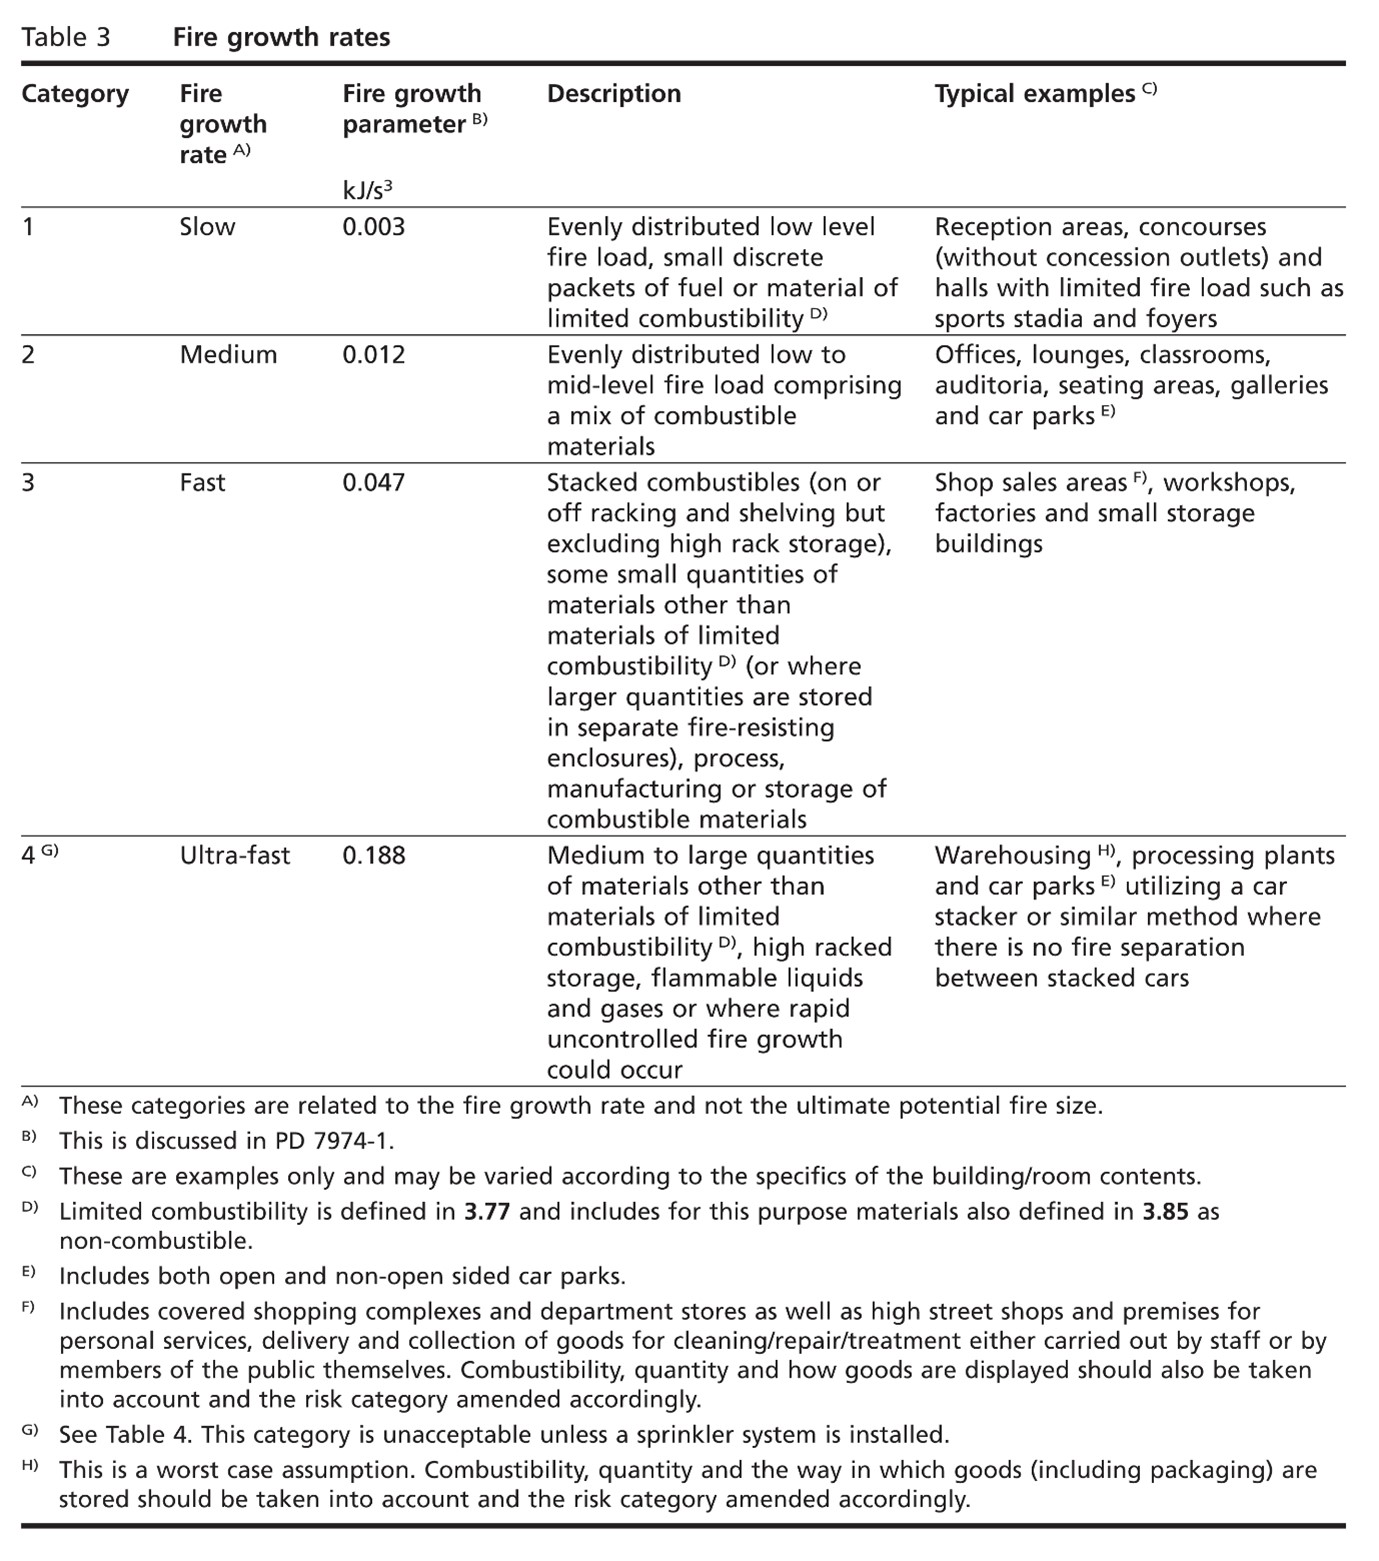 Table 3 Fire growth rates
Category Fire growth rate A) Fire growth parameter B) Description Typical examples C)
kJ/s³
1 Slow 0.003 Evenly distributed low level Reception areas, concourses
fire load, small discrete (without concession outlets) and
packets of fuel or material of halls with limited fire load such as
limited combustibility D) sports stadia and foyers
2 Medium 0.012 Evenly distributed low to Offices, lounges, classrooms,
mid-level fire load comprising auditoria, seating areas, galleries
a mix of combustible and car parks E)
materials
3 Fast 0.047 Stacked combustibles (on or Shop sales areas F), workshops,
off racking and shelving but factories and small storage
excluding high rack storage), buildings
some small quantities of
materials other than
materials of limited
combustibility D) (or where
larger quantities are stored
in separate fire-resisting
enclosures), process,
manufacturing or storage of
combustible materials
4 G) Ultra-fast 0.188 Medium to large quantities Warehousing H), processing plants
of materials other than and car parks E) utilizing a car
materials of limited stacker or similar method where
combustibility D), high racked there is no fire separation
storage, flammable liquids between stacked cars
and gases or where rapid
uncontrolled fire growth
could occur
A) These categories are related to the fire growth rate and not the ultimate potential fire size.
B) This is discussed in PD 7974-1.
C) These are examples only and may be varied according to the specifics of the building/room contents.
D) Limited combustibility is defined in 3.77 and includes for this purpose materials also defined in 3.85 as
non-combustible.
E) Includes both open and non-open sided car parks.
F) Includes covered shopping complexes and department stores as well as high street shops and premises for
personal services, delivery and collection of goods for cleaning/repair/treatment either carried out by staff or by
members of the public themselves. Combustibility, quantity and how goods are displayed should also be taken
into account and the risk category amended accordingly.
G) See Table 4. This category is unacceptable unless a sprinkler system is installed.
H) This is a worst case assumption. Combustibility, quantity and the way in which goods (including packaging) are
stored should be taken into account and the risk category amended accordingly.